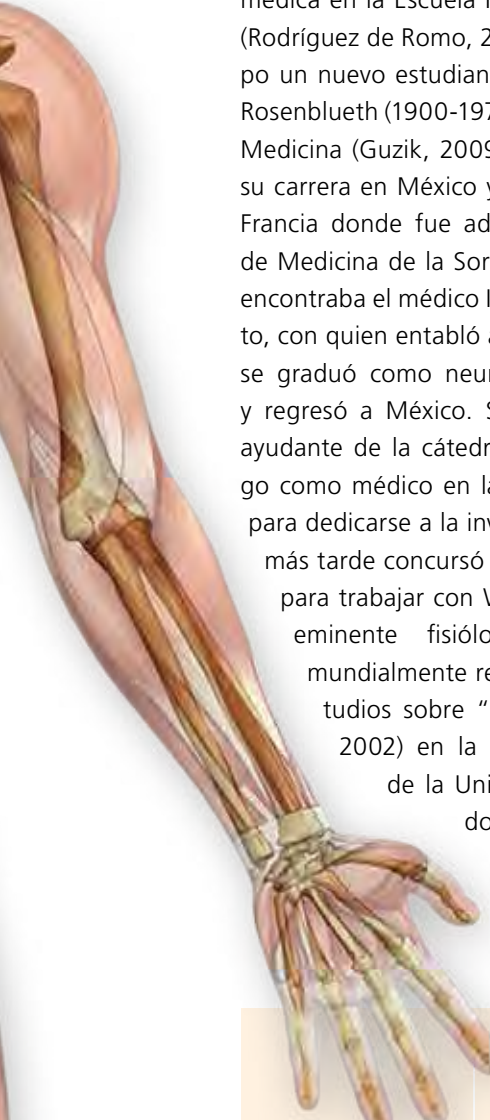 médica en la Escuela
(Rodríguez de Romo, 2
po un nuevo estudian
Rosenblueth (1900-197
Medicina (Guzik, 2009
su carrera en México y
Francia donde fue ad
de Medicina de la Sor
encontraba el médico I
to, con quien entabló a
se graduó como neur
y regresó a México. S
ayudante de la cátedr
go como médico en la
para dedicarse a la inv
más tarde concursó
para trabajar con W
eminente fisiólo
mundialmente re
tudios sobre “
2002) en la
de la Uni
do